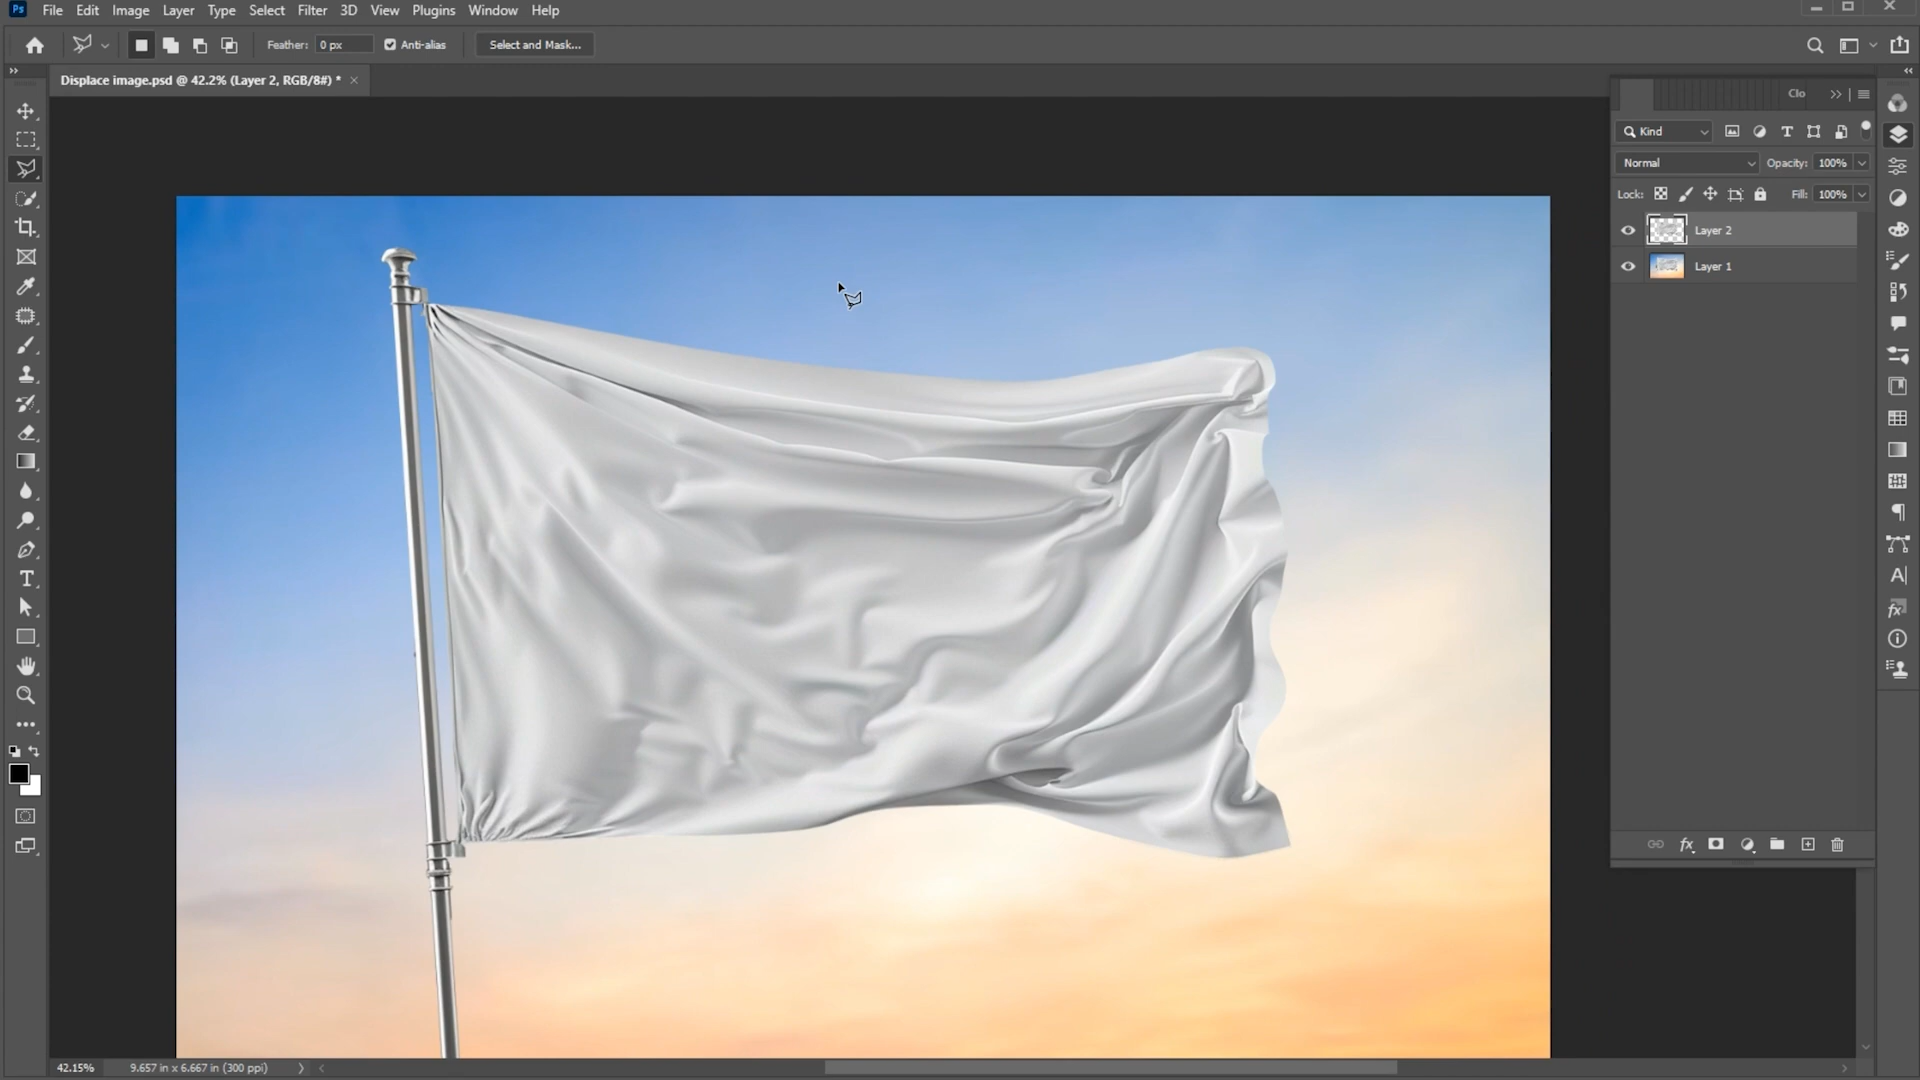 Ps File Edit Image Layer Type Select Filter 3D View Plugins Window Help
Feather: 0 px Anti-alias Select and Mask...
Displace image.psd @ 42.2% (Layer 2, RGB/8#) *
Clo
Kind
Normal Opacity: 100%
Lock: Fill: 100%
Layer 2
Layer 1
42.15% 9.657 in x 6.667 in (300 ppi)